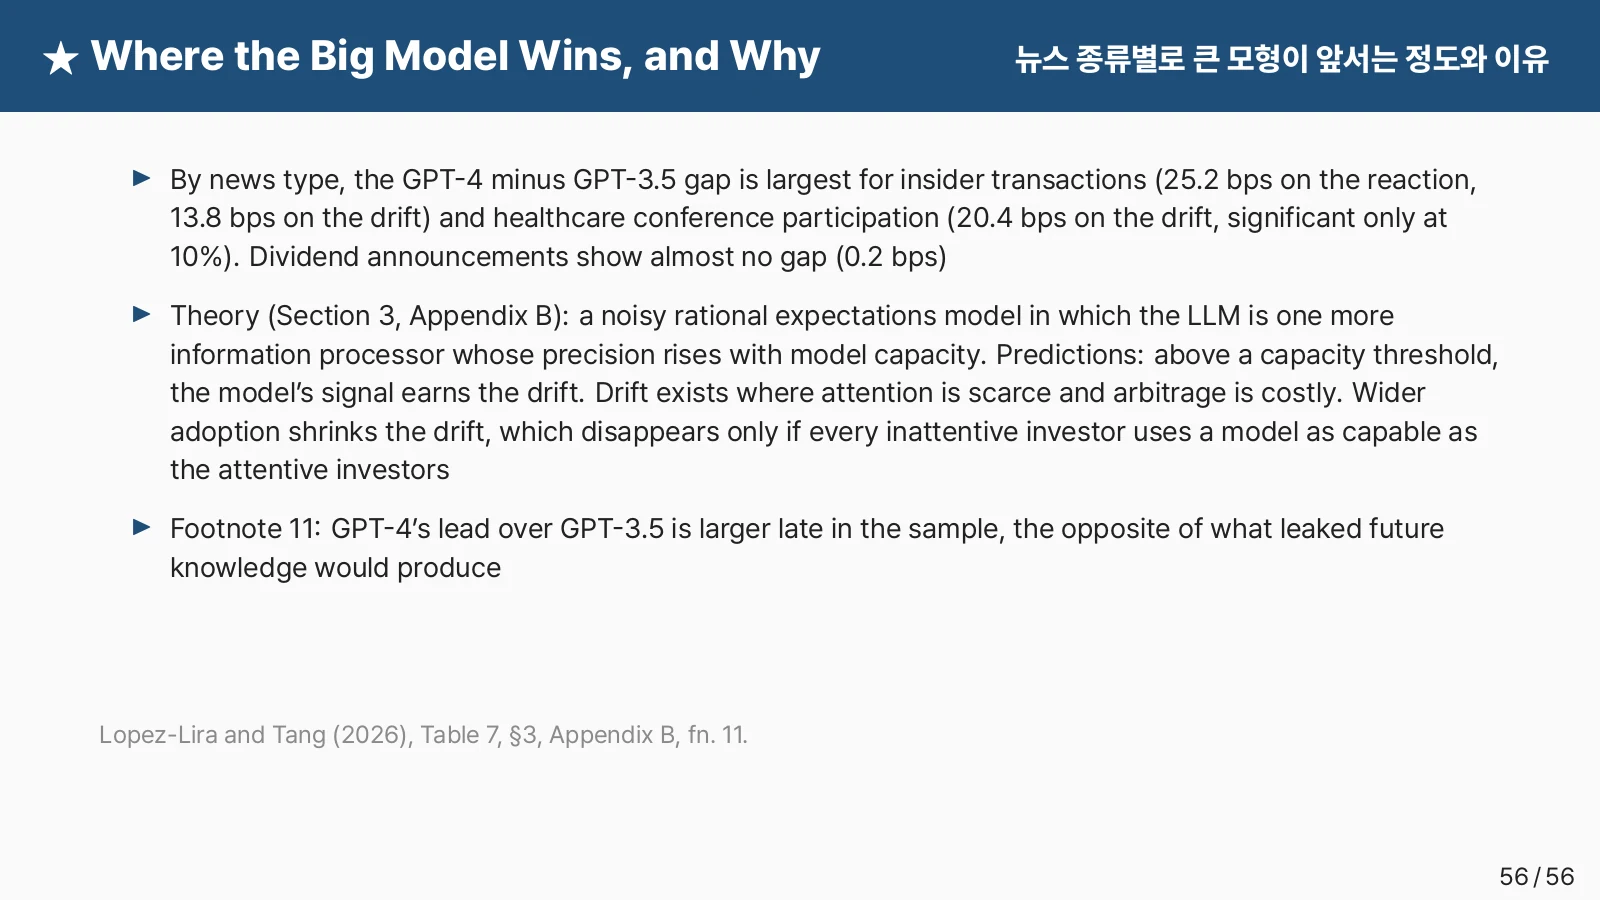 ★ Where the Big Model Wins, and Why
뉴스 종류별로 큰 모형이 앞서는 정도와 이유
▶ By news type, the GPT-4 minus GPT-3.5 gap is largest for insider transactions (25.2 bps on the reaction,
13.8 bps on the drift) and healthcare conference participation (20.4 bps on the drift, significant only at
10%). Dividend announcements show almost no gap (0.2 bps)
▶ Theory (Section 3, Appendix B): a noisy rational expectations model in which the LLM is one more
information processor whose precision rises with model capacity. Predictions: above a capacity threshold,
the model’s signal earns the drift. Drift exists where attention is scarce and arbitrage is costly. Wider
adoption shrinks the drift, which disappears only if every inattentive investor uses a model as capable as
the attentive investors
▶ Footnote 11: GPT-4’s lead over GPT-3.5 is larger late in the sample, the opposite of what leaked future
knowledge would produce
Lopez-Lira and Tang (2026), Table 7, §3, Appendix B, fn. 11.
56 / 56